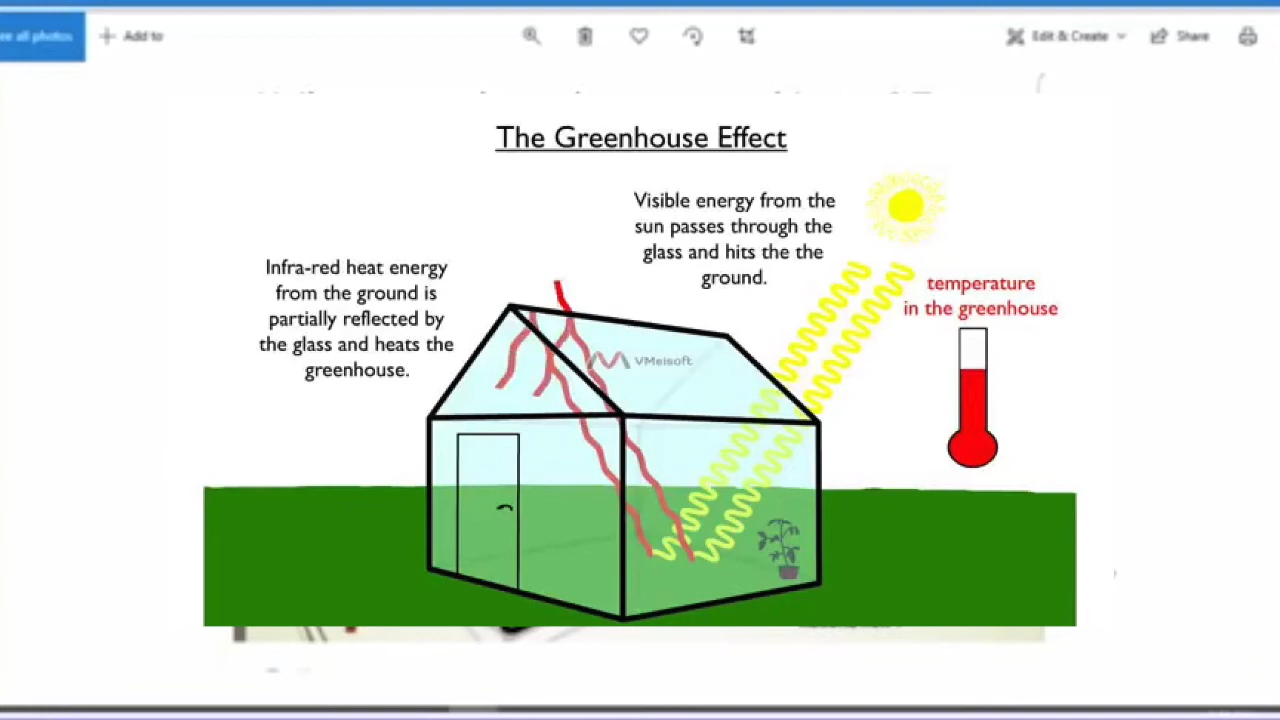 see all photos
Add to
Edit & Create
Share
The Greenhouse Effect
Visible energy from the
sun passes through the
glass and hits the the
ground.
Infra-red heat energy
from the ground is
partially reflected by
the glass and heats the
greenhouse.
temperature
in the greenhouse
VMeisoft